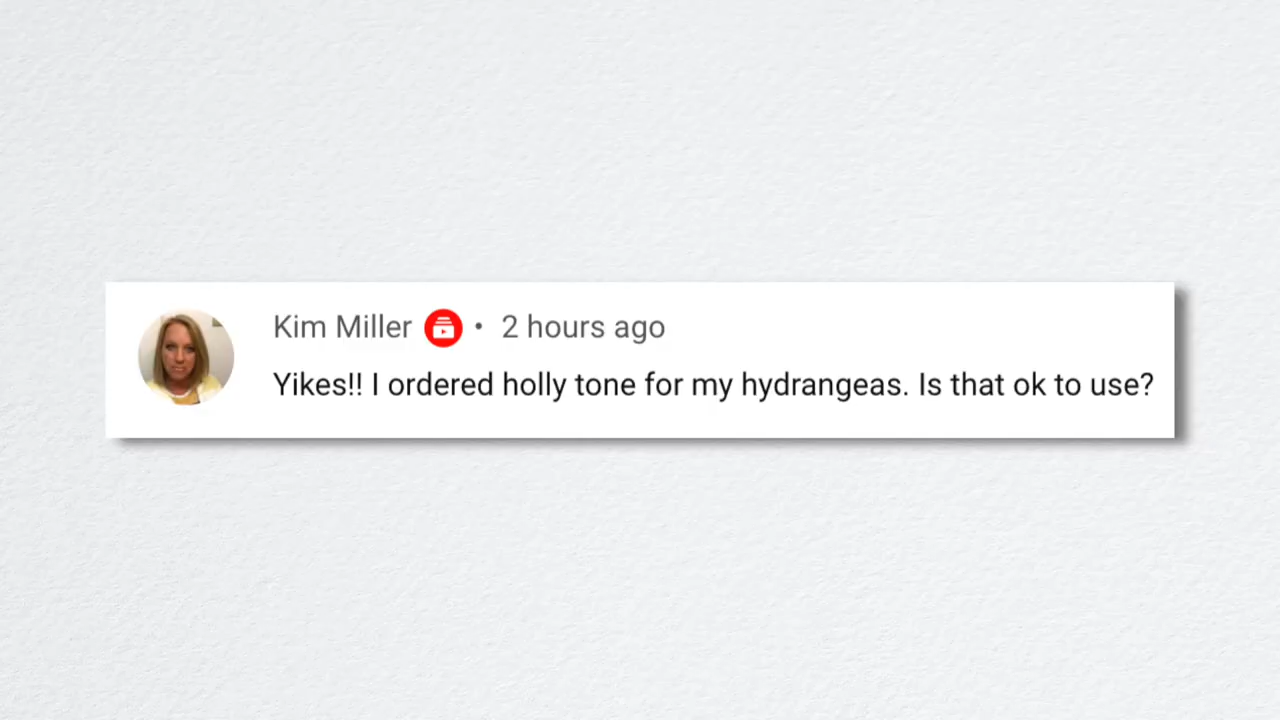 Kim Miller • 2 hours ago
Yikes!! I ordered holly tone for my hydrangeas. Is that ok to use?